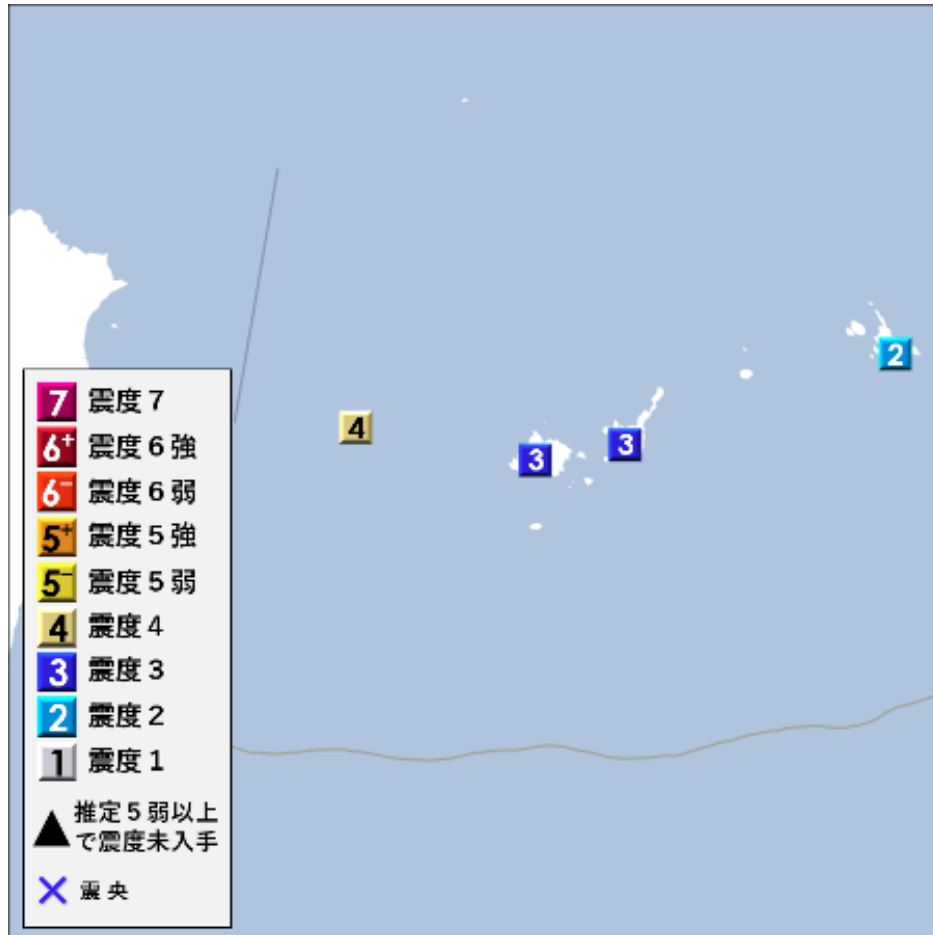 4
3
3
2
7 震度７
6+ 震度６強
6- 震度６弱
5+ 震度５強
5- 震度５弱
4 震度４
3 震度３
2 震度２
1 震度１
推定５弱以上
で震度未入手
震央